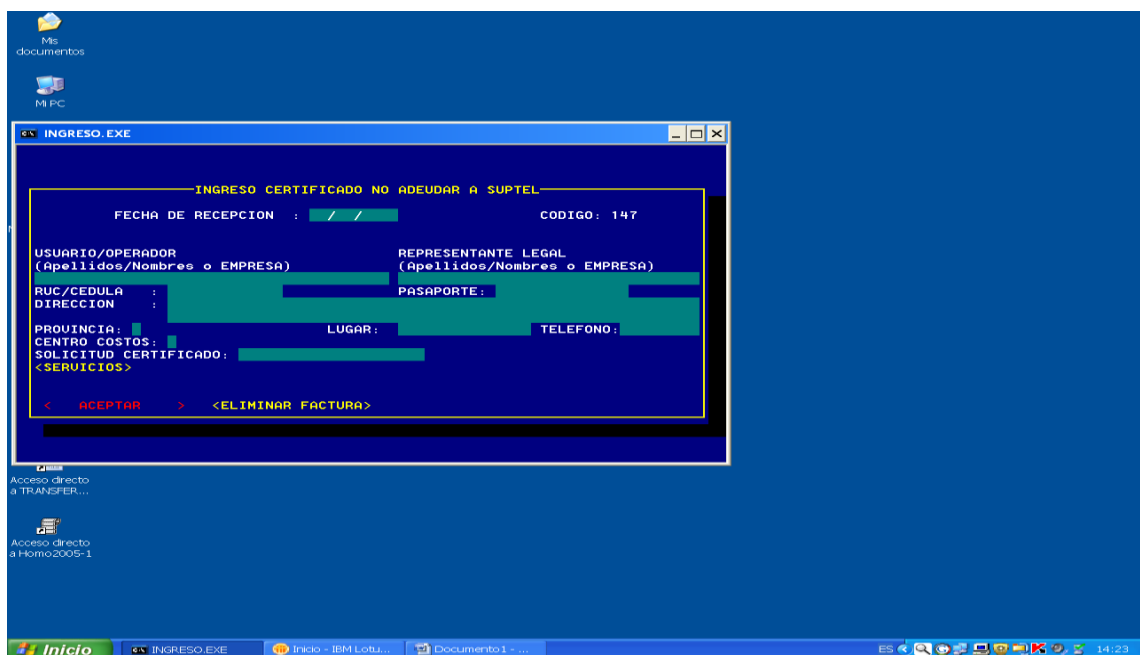 Mis
documentos
Mi PC
INGRESO.EXE
INGRESO CERTIFICADO NO ADEUDAR A SUPTEL
FECHA DE RECEPCION : / / CODIGO: 147
USUARIO/OPERADOR REPRESENTANTE LEGAL
(Apellidos/Nombres o EMPRESA) (Apellidos/Nombres o EMPRESA)
RUC/CEDULA : PASAPORTE:
DIRECCION :
PROVINCIA: LUGAR: TELEFONO:
CENTRO COSTOS:
SOLICITUD CERTIFICADO:
<SERVICIOS>
< ACEPTAR > <ELIMINAR FACTURA>
Acceso directo
a TRANSFER...
Acceso directo
a Homo2005-1
Inicio INGRESO.EXE Inicio - IBM Lotu... Documento1 - ... ES 14:23